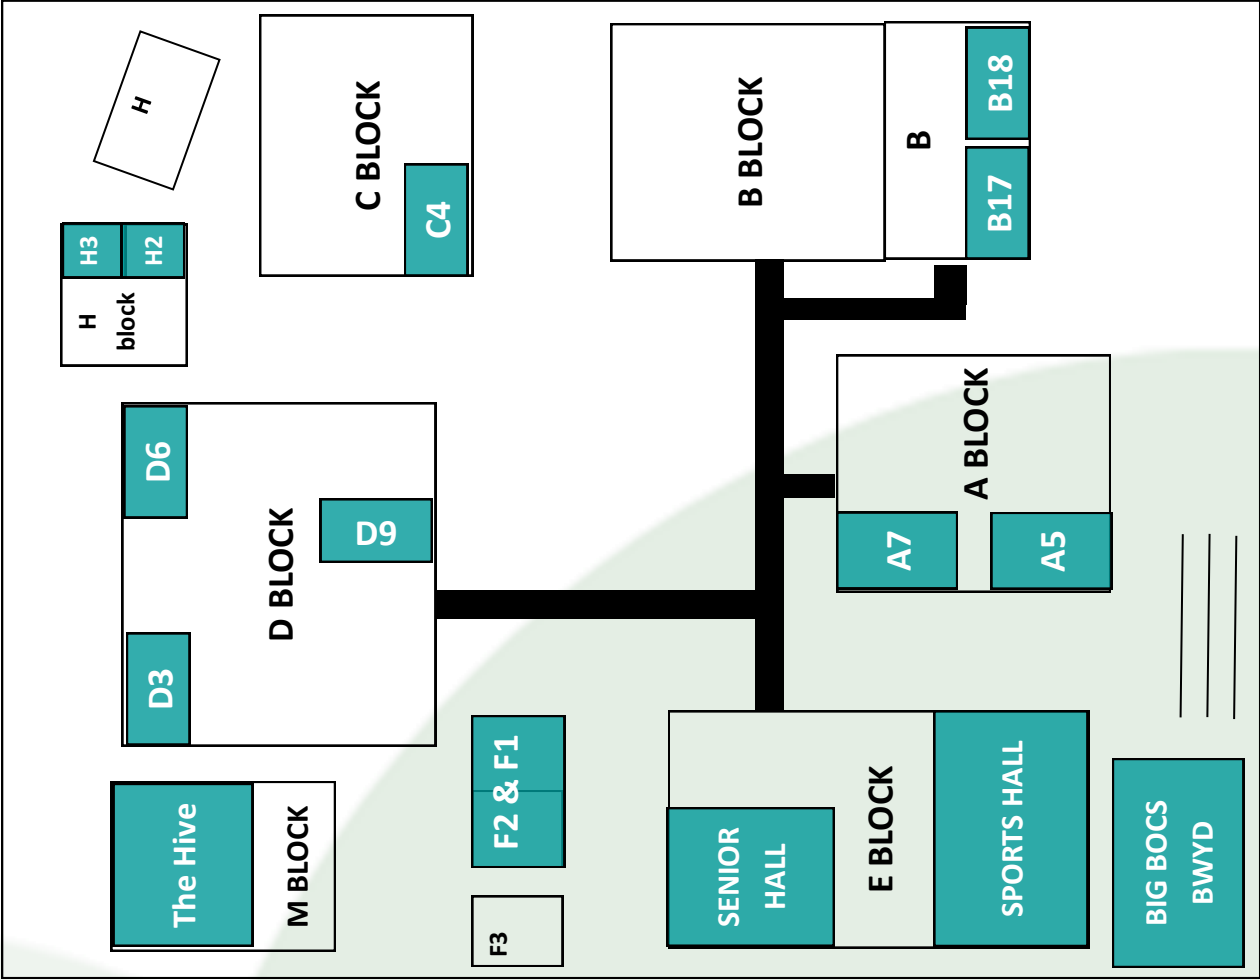 H
C BLOCK
C4
B BLOCK
B
B18
B17
H3
H2
H
block
D6
D9
D BLOCK
D3
A BLOCK
A7
A5
The Hive
M BLOCK
F2 & F1
F3
SENIOR
HALL
E BLOCK
SPORTS HALL
BIG BOCS
BWYD